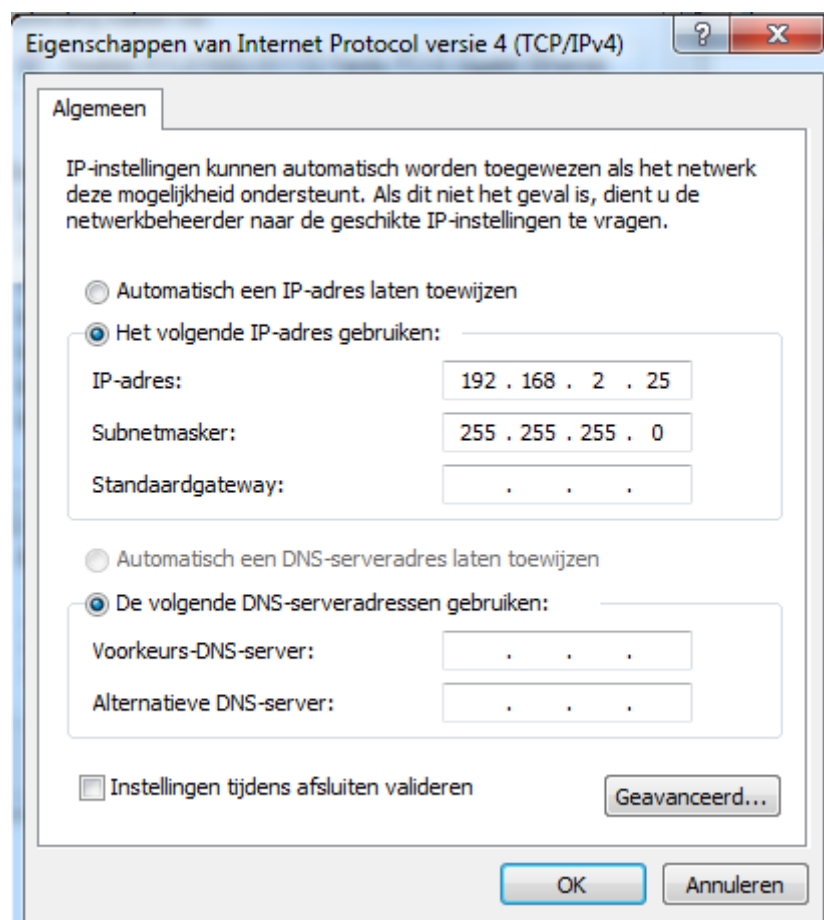 Eigenschappen van Internet Protocol versie 4 (TCP/IPv4)
Algemeen
IP-instellingen kunnen automatisch worden toegewezen als het netwerk
deze mogelijkheid ondersteunt. Als dit niet het geval is, dient u de
netwerkbeheerder naar de geschikte IP-instellingen te vragen.
Automatisch een IP-adres laten toewijzen
Het volgende IP-adres gebruiken:
IP-adres: 192 . 168 . 2 . 25
Subnetmasker: 255 . 255 . 255 . 0
Standaardgateway: . . .
Automatisch een DNS-serveradres laten toewijzen
De volgende DNS-serveradressen gebruiken:
Voorkeurs-DNS-server: . . .
Alternatieve DNS-server: . . .
Instellingen tijdens afsluiten valideren
Geavanceerd...
OK Annuleren